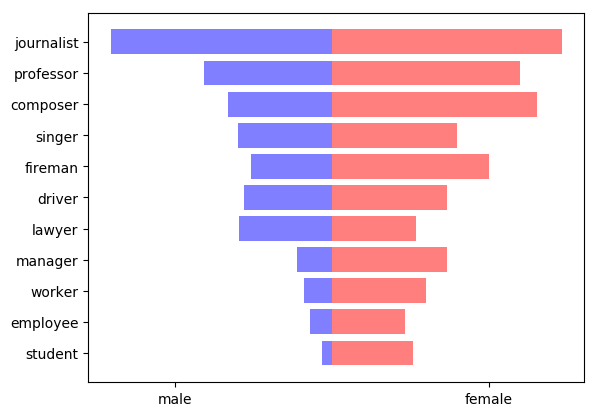 journalist
professor
composer
singer
fireman
driver
lawyer
manager
worker
employee
student
male female